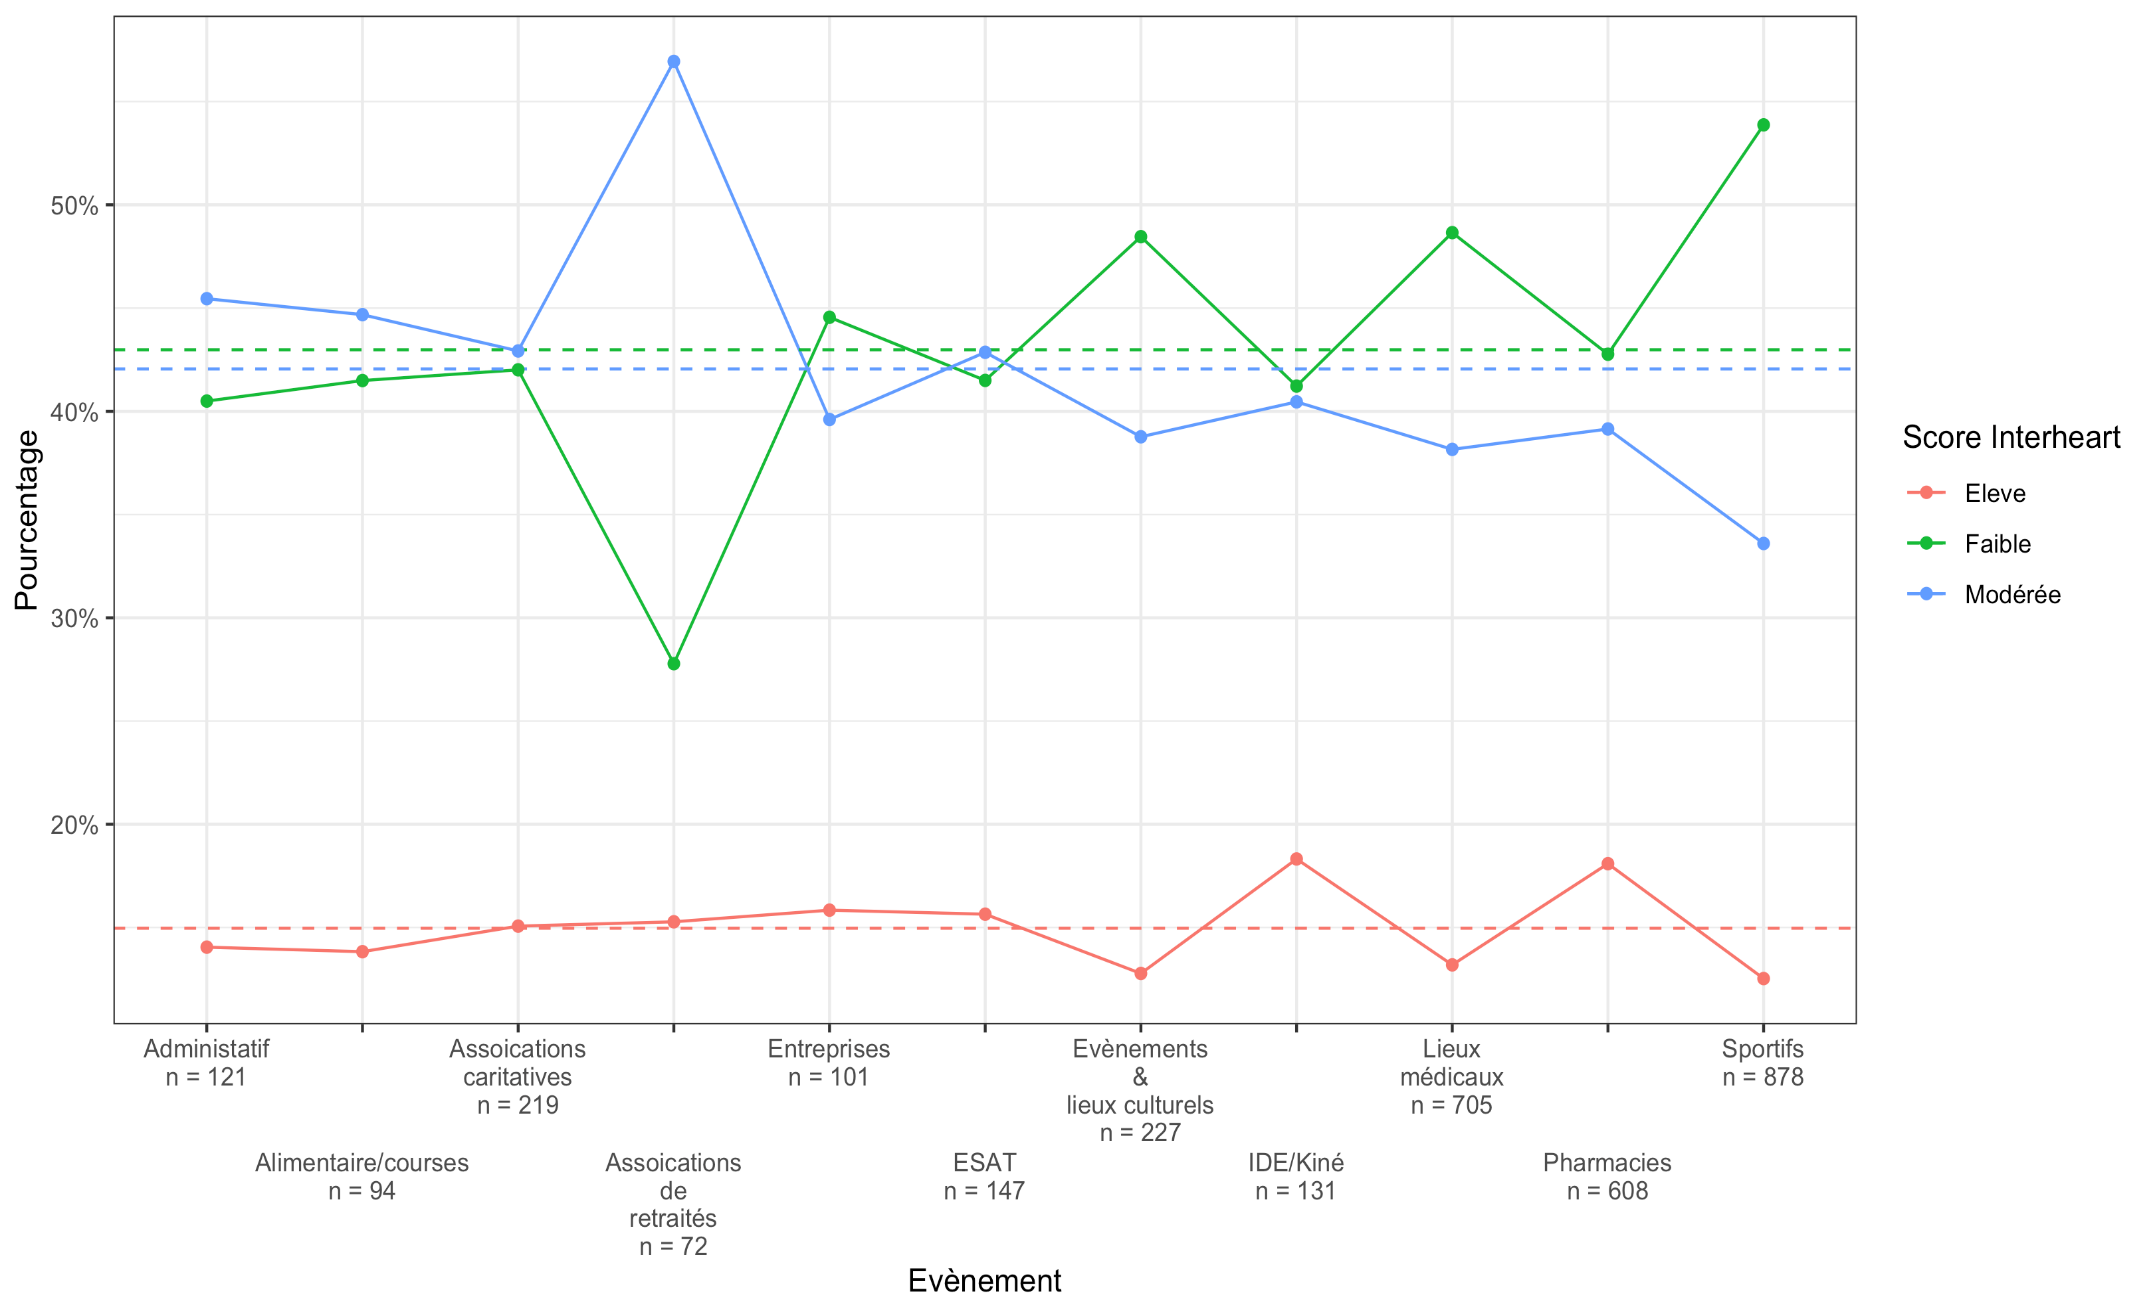 Pourcentage
50%
40%
30%
20%
Administatif
n = 121
Alimentaire/courses
n = 94
Assoications
caritatives
n = 219
Assoications
de
retraités
n = 72
Entreprises
n = 101
ESAT
n = 147
Evènements
&
lieux culturels
n = 227
IDE/Kiné
n = 131
Lieux
médicaux
n = 705
Pharmacies
n = 608
Sportifs
n = 878
Evènement
Score Interheart
Eleve
Faible
Modérée